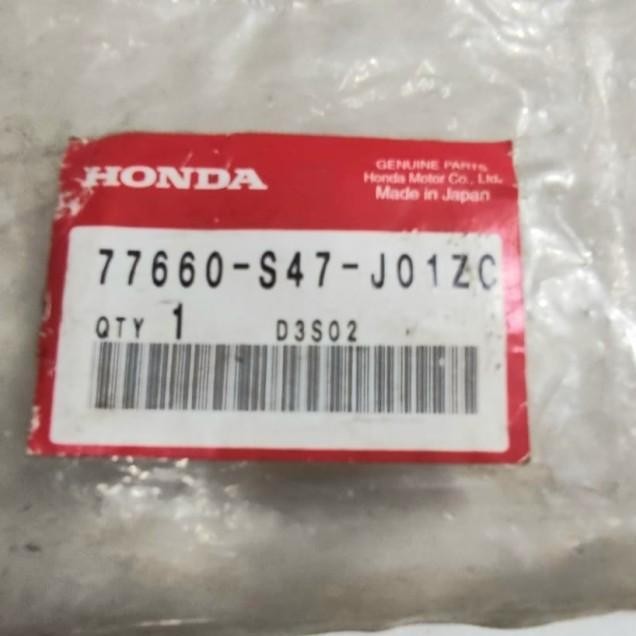 HONDA
GENUINE PARTS
Honda Motor Co., Ltd.
Made in Japan
77660-S47-J01ZC
QTY 1 D3S02